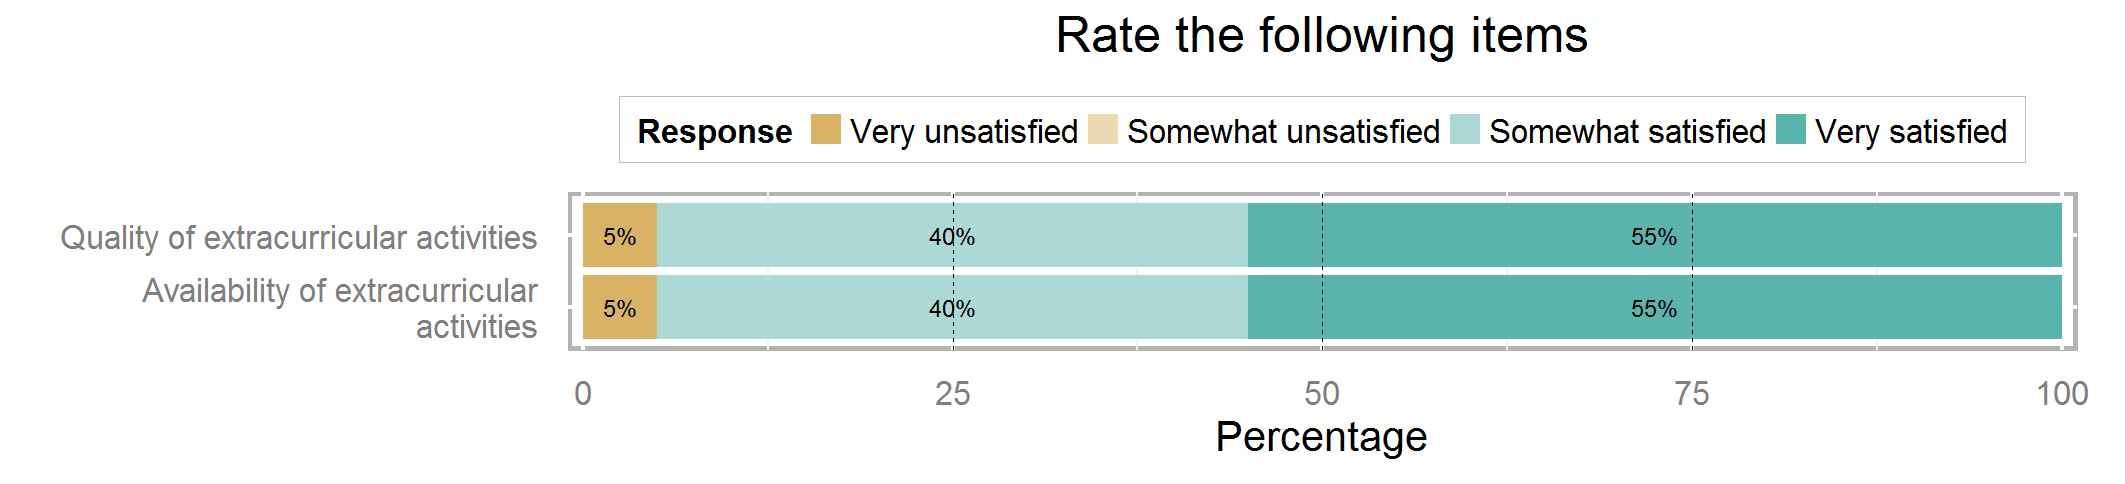 Rate the following items
Response Very unsatisfied Somewhat unsatisfied Somewhat satisfied Very satisfied
Quality of extracurricular activities 5% 40% 55%
Availability of extracurricular
activities
5% 40% 55%
0 25 50 75 100
Percentage